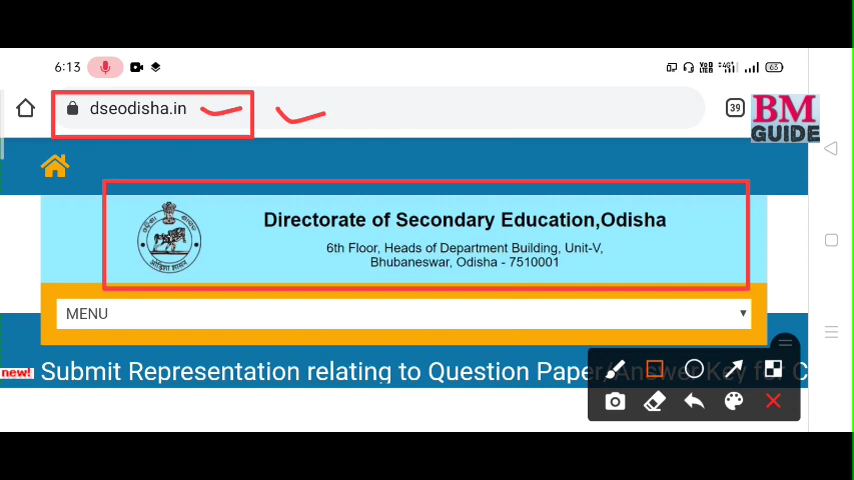 6:13
65
dseodisha.in
39
BM
GUIDE
Directorate of Secondary Education,Odisha
6th Floor, Heads of Department Building, Unit-V,
Bhubaneswar, Odisha - 7510001
MENU
new! Submit Representation relating to Question Paper/Answer Key for C